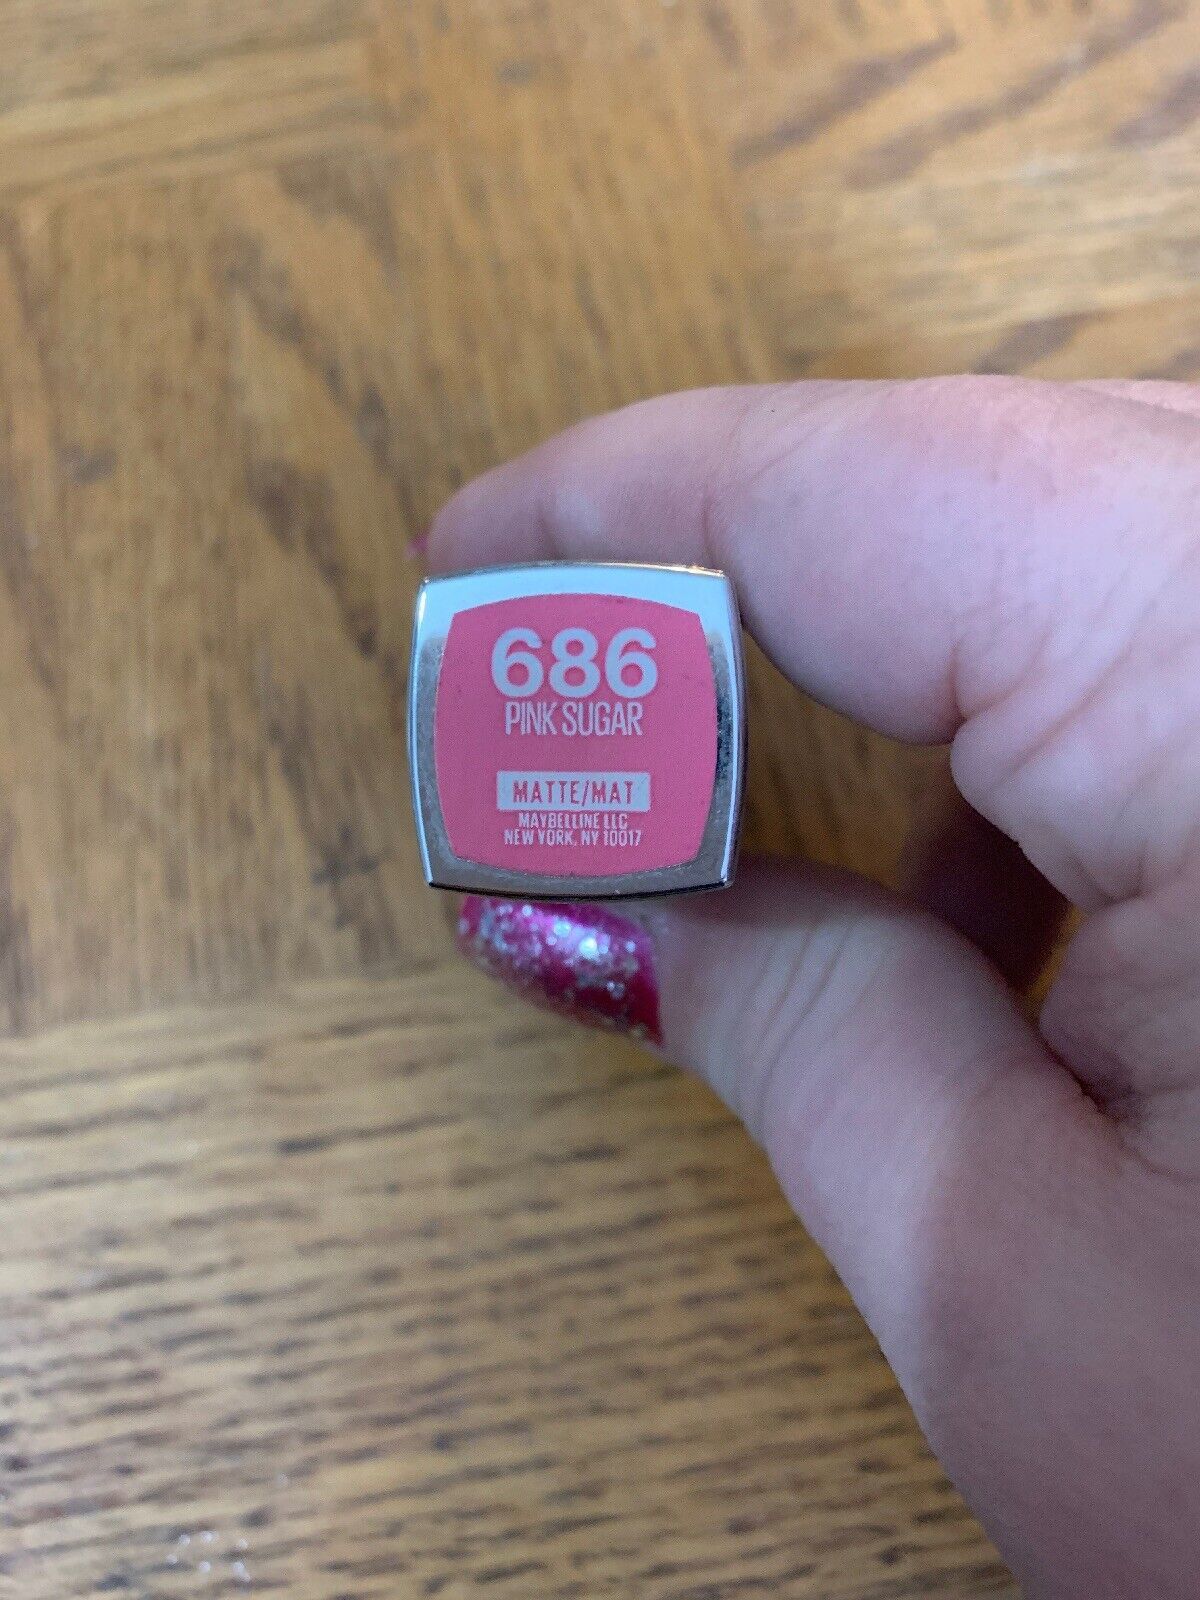 686
PINK SUGAR
MATTE/MAT
MAYBELLINE LLC
NEW YORK, NY 10017